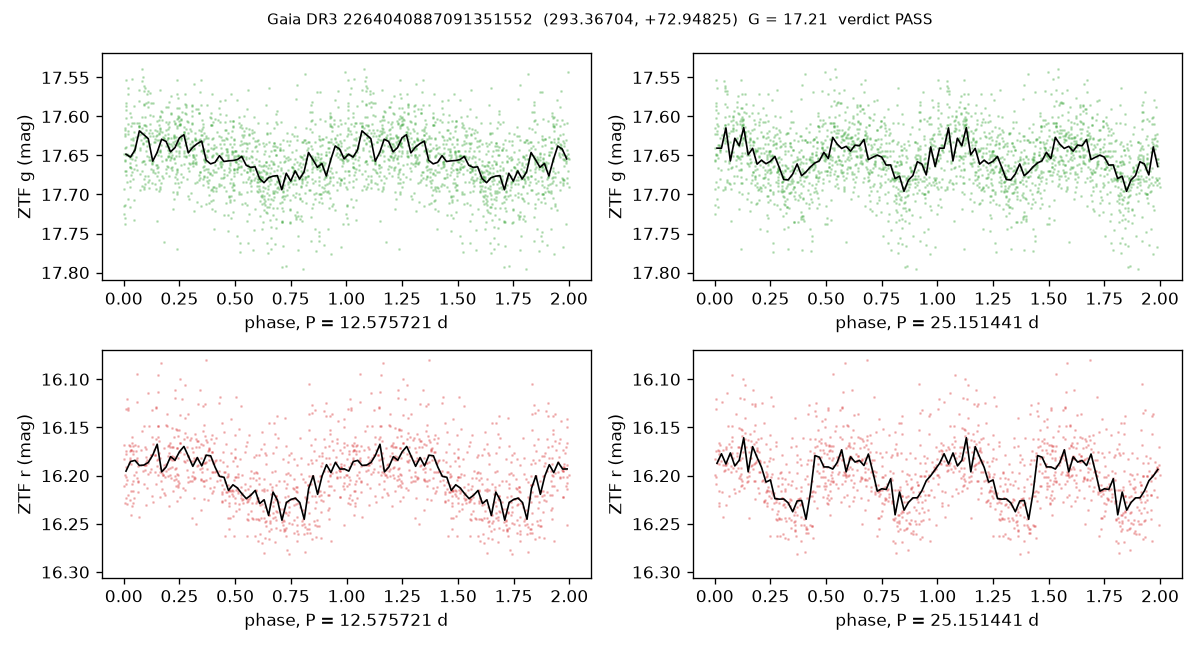 Gaia DR3 2264040887091351552 (293.36704, +72.94825) G = 17.21 verdict PASS
ZTF g (mag)
17.55
17.60
17.65
17.70
17.75
17.80
0.00 0.25 0.50 0.75 1.00 1.25 1.50 1.75 2.00
phase, P = 12.575721 d
ZTF g (mag)
17.55
17.60
17.65
17.70
17.75
17.80
0.00 0.25 0.50 0.75 1.00 1.25 1.50 1.75 2.00
phase, P = 25.151441 d
ZTF r (mag)
16.10
16.15
16.20
16.25
16.30
0.00 0.25 0.50 0.75 1.00 1.25 1.50 1.75 2.00
phase, P = 12.575721 d
ZTF r (mag)
16.10
16.15
16.20
16.25
16.30
0.00 0.25 0.50 0.75 1.00 1.25 1.50 1.75 2.00
phase, P = 25.151441 d